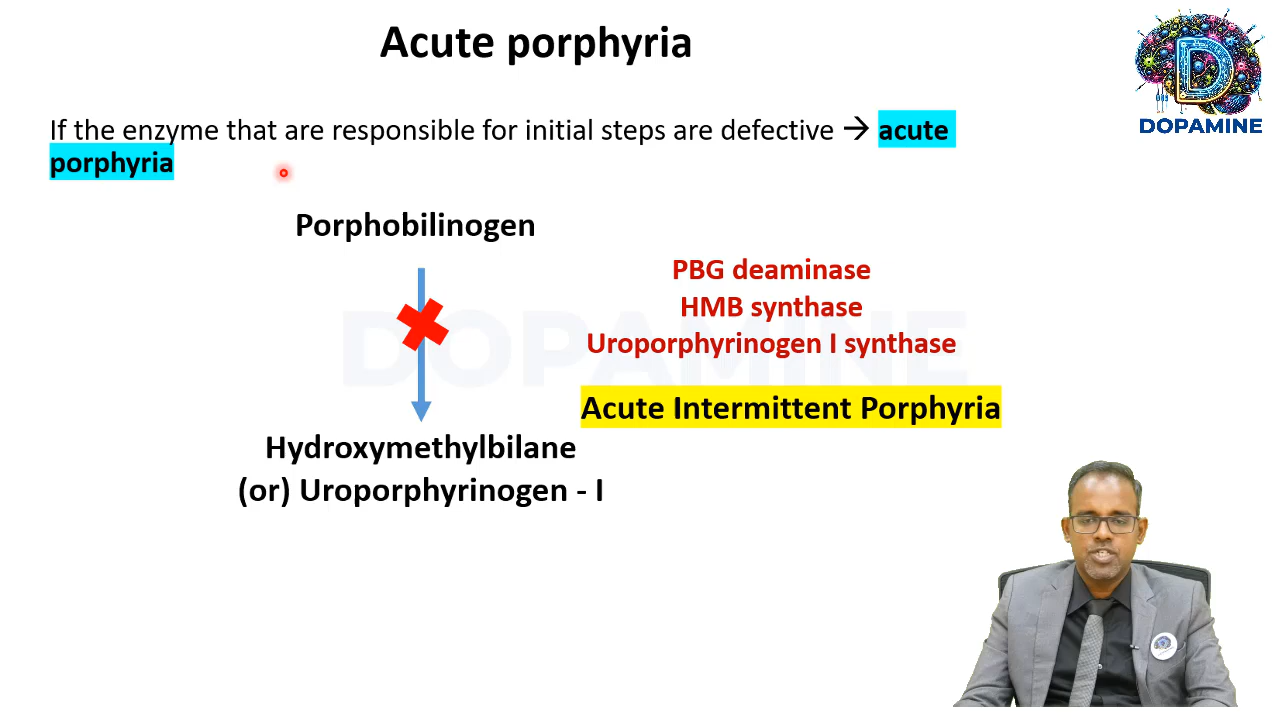 Acute porphyria
DOPAMINE
If the enzyme that are responsible for initial steps are defective → acute
porphyria
Porphobilinogen
PBG deaminase
HMB synthase
Uroporphyrinogen I synthase
DOPAMINE
Acute Intermittent Porphyria
Hydroxymethylbilane
(or) Uroporphyrinogen - I